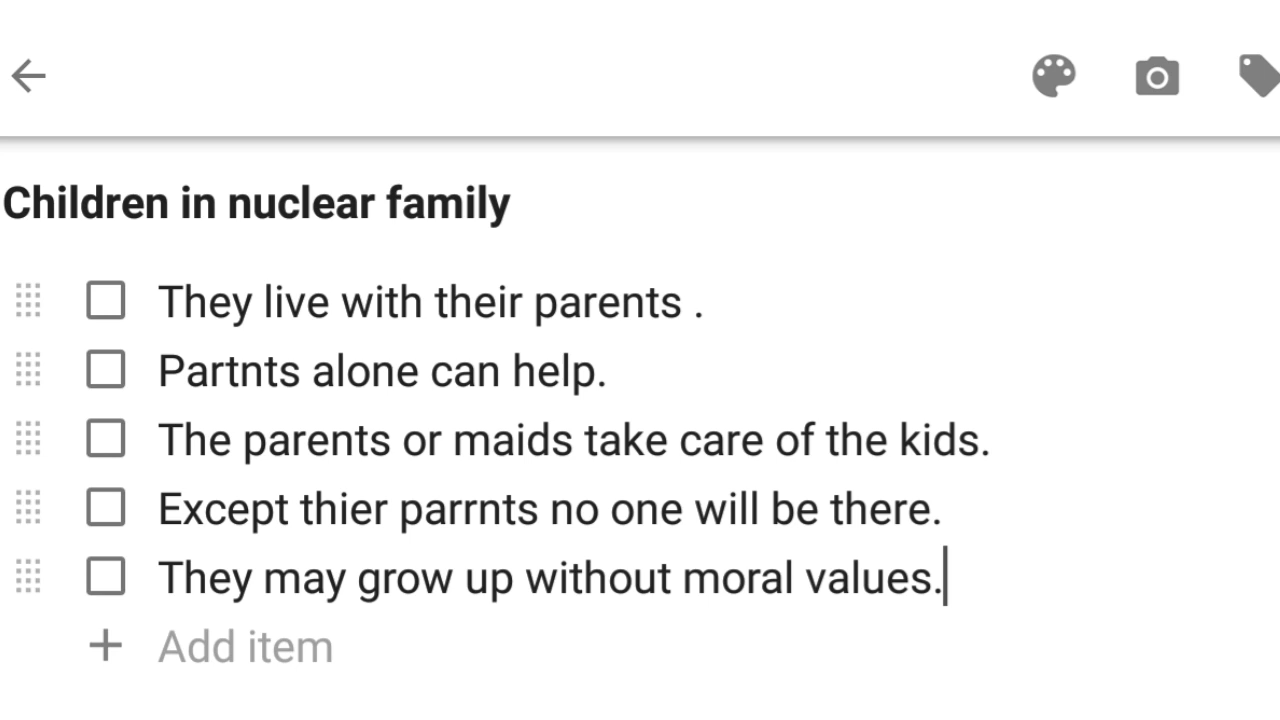 Children in nuclear family
They live with their parents .
Partnts alone can help.
The parents or maids take care of the kids.
Except thier parrnts no one will be there.
They may grow up without moral values.
Add item